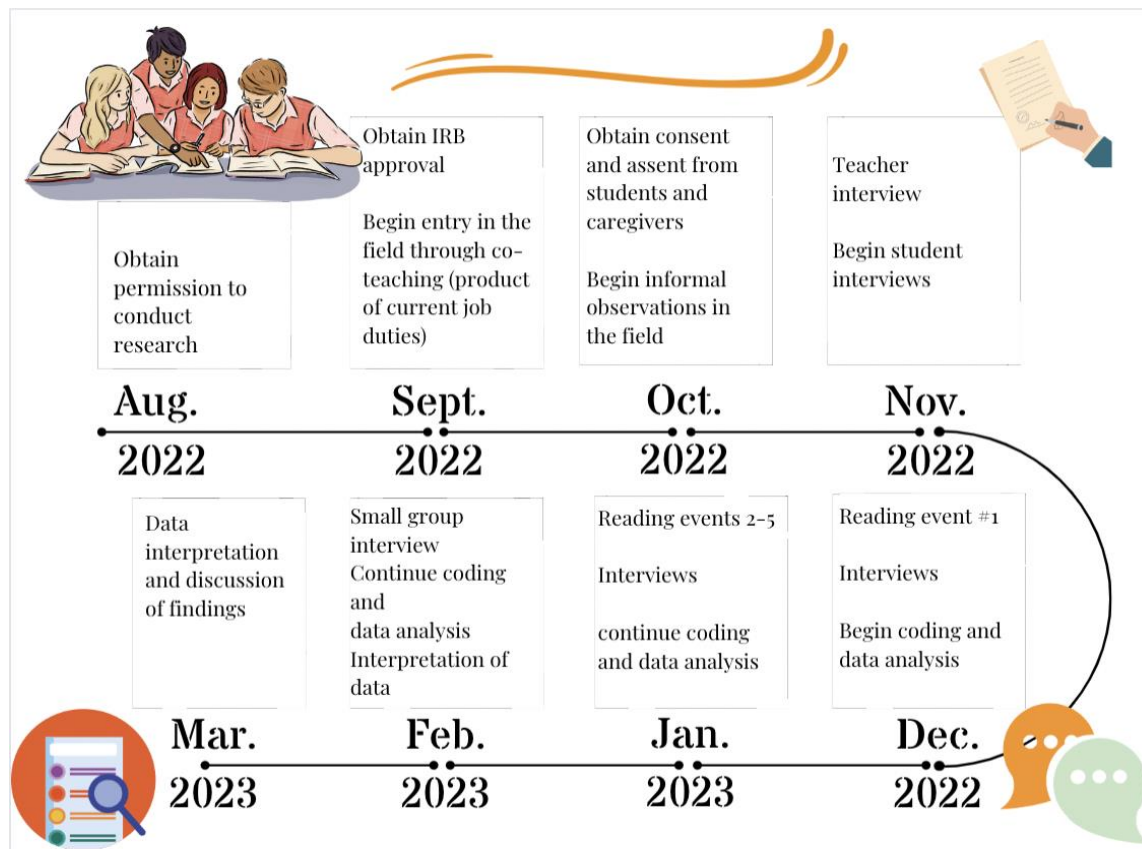 Obtain
permission to
conduct
research
Aug.
2022
Obtain IRB
approval
Begin entry in the
field through co-
teaching (product
of current job
duties)
Sept.
2022
Obtain consent
and assent from
students and
caregivers
Begin informal
observations in
the field
Oct.
2022
Teacher
interview
Begin student
interviews
Nov.
2022
Reading event #1
Interviews
Begin coding and
data analysis
Dec.
2022
Reading events 2-5
Interviews
continue coding
and data analysis
Jan.
2023
Small group
interview
Continue coding
and
data analysis
Interpretation of
data
Feb.
2023
Data
interpretation
and discussion
of findings
Mar.
2023